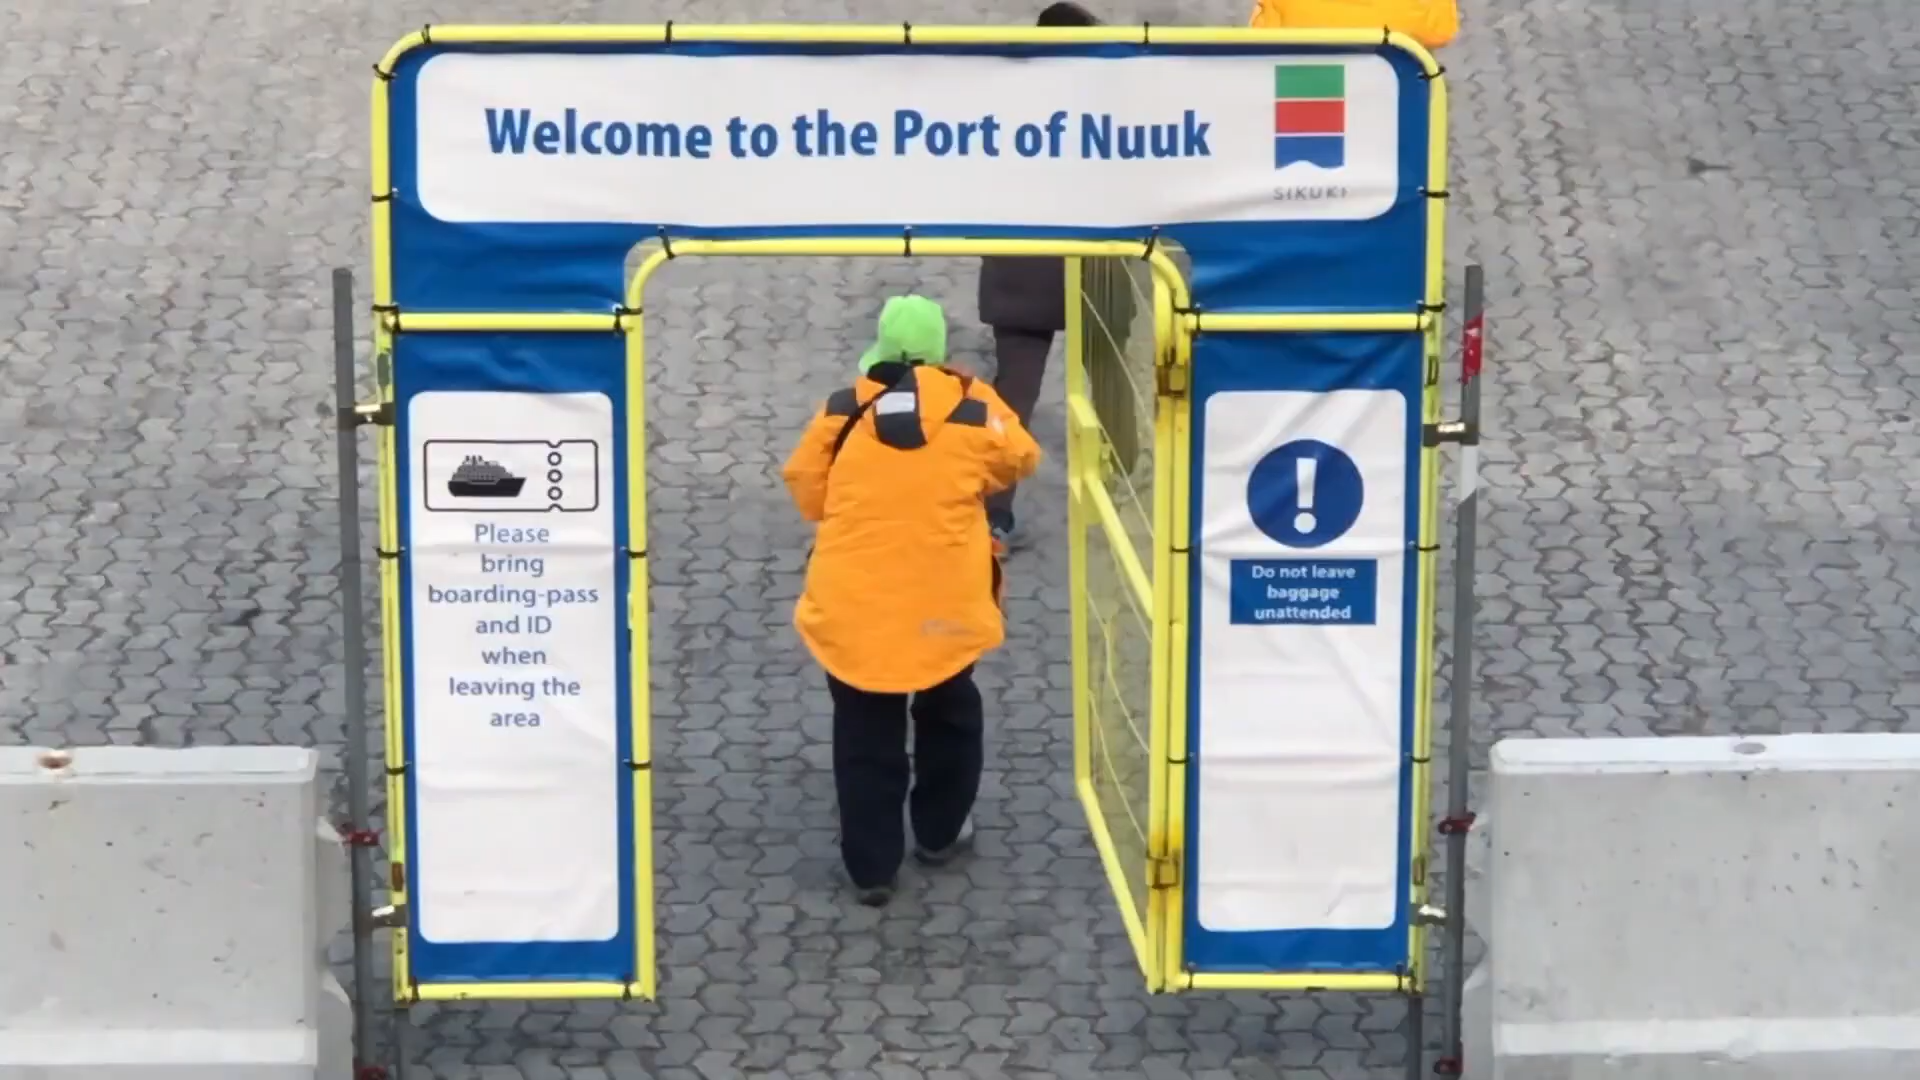 Welcome to the Port of Nuuk
SIKUKI
Please
bring
boarding-pass
and ID
when
leaving the
area
Do not leave
baggage
unattended